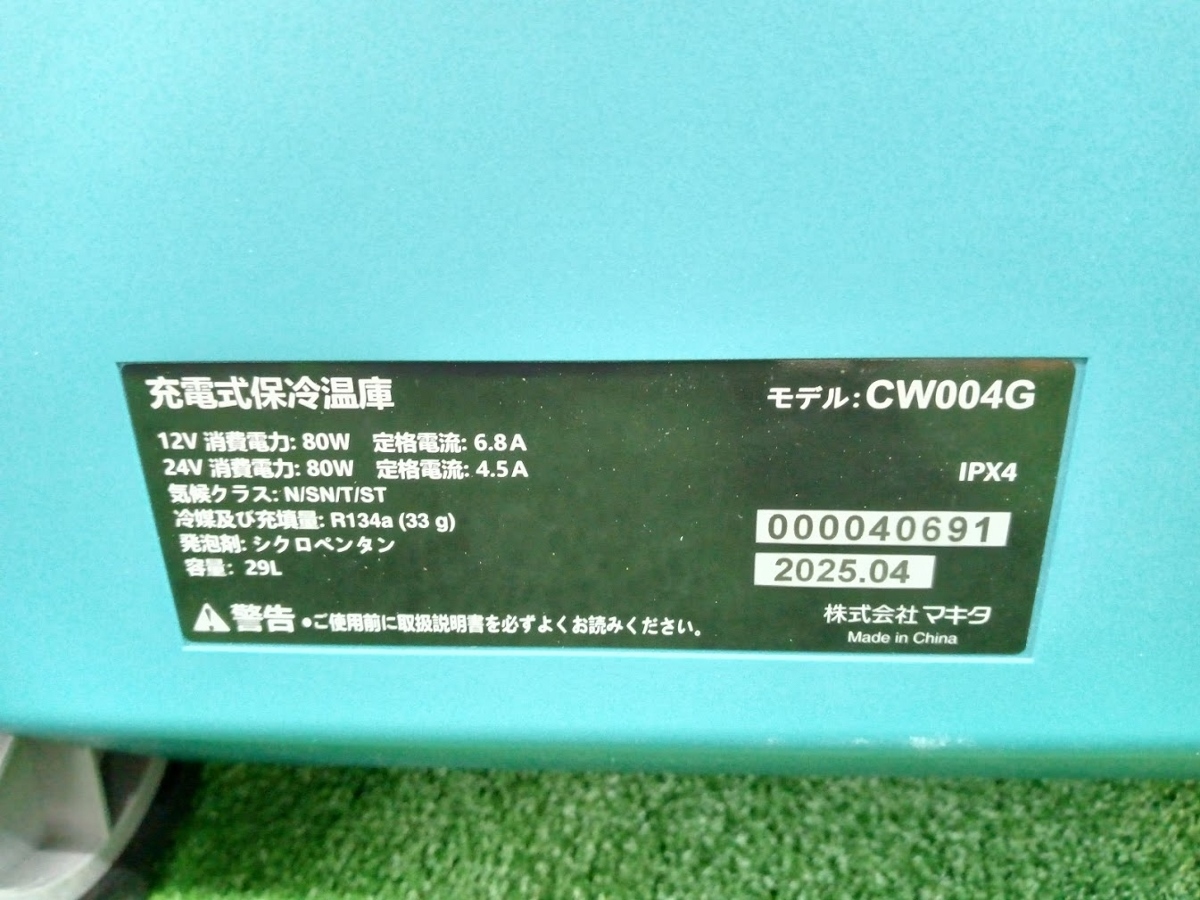 充電式保冷温庫
モデル: CW004G
12V 消費電力: 80W 定格電流: 6.8A
24V 消費電力: 80W 定格電流: 4.5A
IPX4
気候クラス: N/SN/T/ST
冷媒及び充填量: R134a (33 g)
発泡剤: シクロペンタン
容量: 29L
000040691
2025.04
警告 ●ご使用前に取扱説明書を必ずよくお読みください。
株式会社 マキタ
Made in China